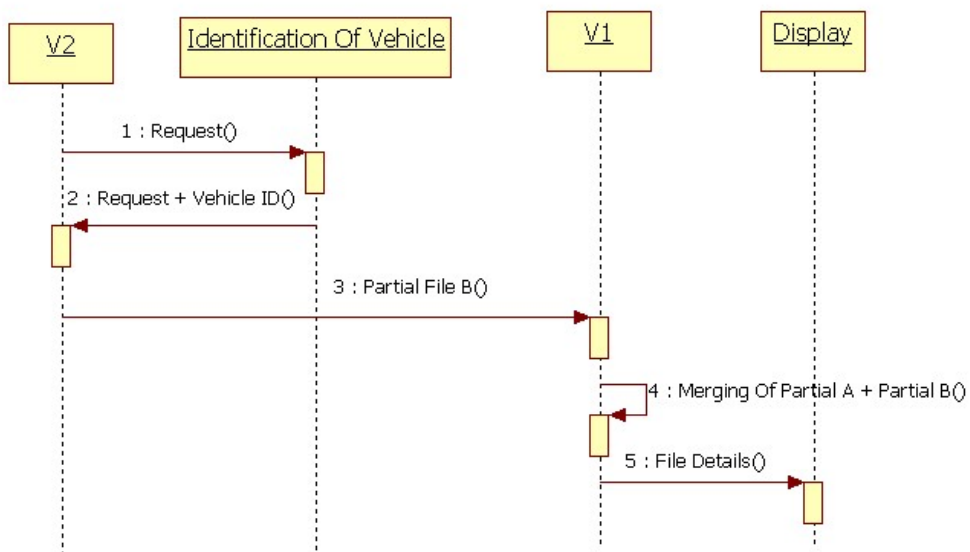 V2
Identification Of Vehicle
V1
Display
1 : Request()
2 : Request + Vehicle ID()
3 : Partial File B()
4 : Merging Of Partial A + Partial B()
5 : File Details()